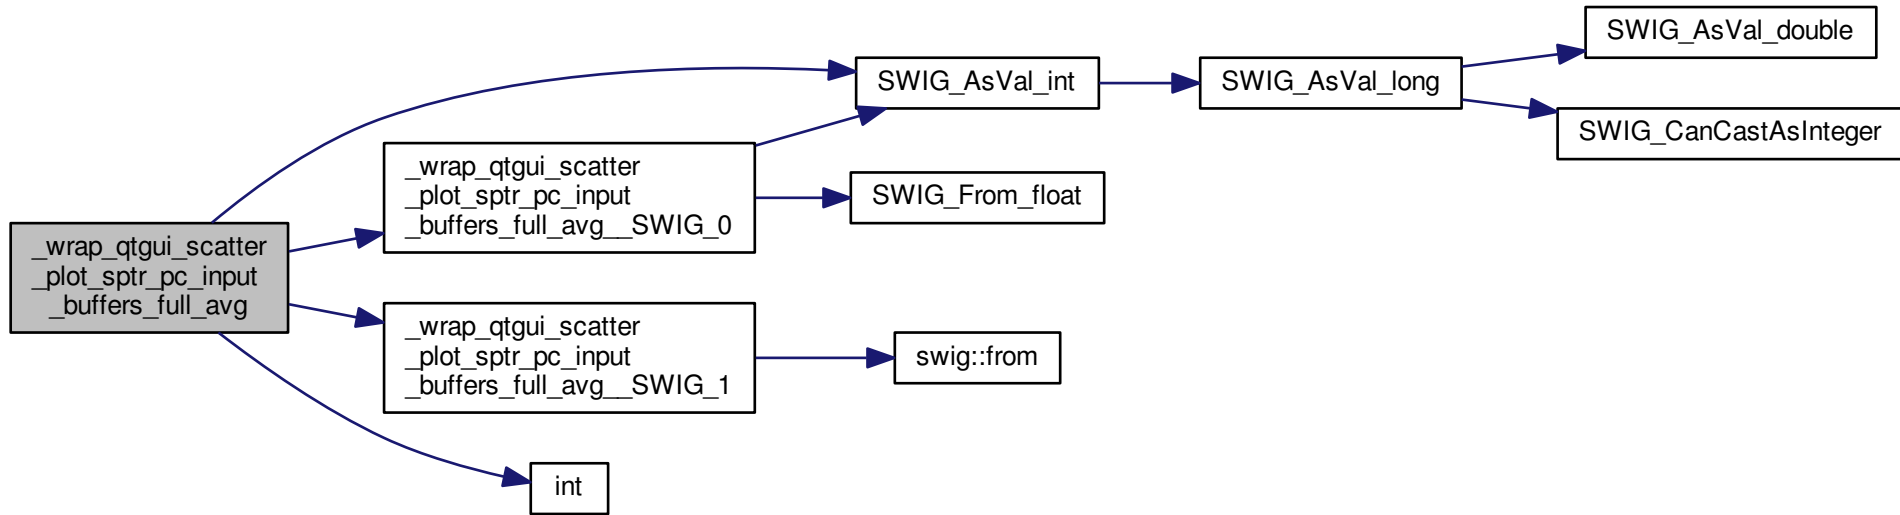 _wrap_qtgui_scatter
_plot_sptr_pc_input
_buffers_full_avg
_wrap_qtgui_scatter
_plot_sptr_pc_input
_buffers_full_avg__SWIG_0
_wrap_qtgui_scatter
_plot_sptr_pc_input
_buffers_full_avg__SWIG_1
int
SWIG_AsVal_int
SWIG_From_float
swig::from
SWIG_AsVal_long
SWIG_AsVal_double
SWIG_CanCastAsInteger